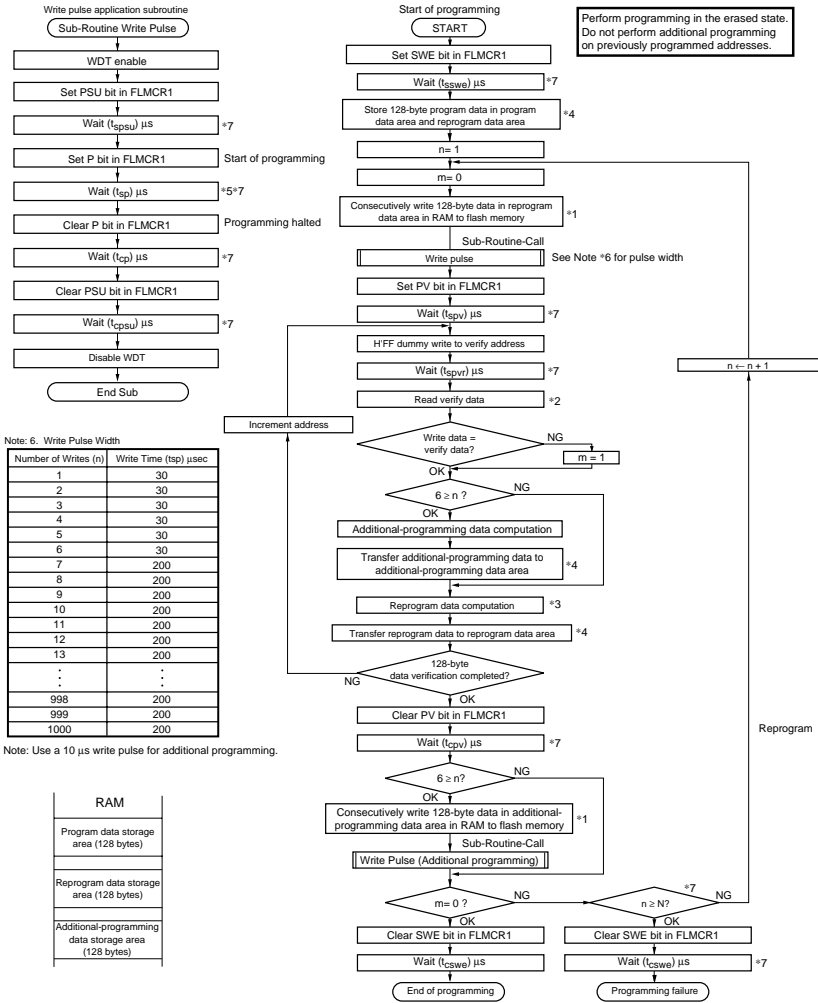 Write pulse application subroutine
Sub-Routine Write Pulse
WDT enable
Set PSU bit in FLMCR1
Wait (tspsu) μs
*7
Set P bit in FLMCR1
Start of programming
Wait (tsp) μs
*5*7
Clear P bit in FLMCR1
Programming halted
Wait (tcp) μs
*7
Clear PSU bit in FLMCR1
Wait (tcpsu) μs
*7
Disable WDT
End Sub
Note: 6. Write Pulse Width
Number of Writes (n) Write Time (tsp) μsec
1 30
2 30
3 30
4 30
5 30
6 30
7 200
8 200
9 200
10 200
11 200
12 200
13 200
⋮ ⋮
998 200
999 200
1000 200
Note: Use a 10 μs write pulse for additional programming.
RAM
Program data storage
area (128 bytes)
Reprogram data storage
area (128 bytes)
Additional-programming
data storage area
(128 bytes)
Start of programming
START
Set SWE bit in FLMCR1
Wait (tsswe) μs
*7
Store 128-byte program data in program
data area and reprogram data area
*4
n= 1
m= 0
Consecutively write 128-byte data in reprogram
data area in RAM to flash memory
*1
Sub-Routine-Call
Write pulse
See Note *6 for pulse width
Set PV bit in FLMCR1
Wait (tspv) μs
*7
H'FF dummy write to verify address
Wait (tspvr) μs
*7
Read verify data
*2
Increment address
Write data =
verify data?
NG
m = 1
OK
6 ≥ n ?
NG
OK
Additional-programming data computation
Transfer additional-programming data to
additional-programming data area
*4
Reprogram data computation
*3
Transfer reprogram data to reprogram data area
*4
128-byte
data verification completed?
NG
OK
Clear PV bit in FLMCR1
Wait (tcpv) μs
*7
6 ≥ n?
NG
OK
Consecutively write 128-byte data in additional-
programming data area in RAM to flash memory
*1
Sub-Routine-Call
Write Pulse (Additional programming)
m= 0 ?
NG
OK
Clear SWE bit in FLMCR1
Wait (tcswe) μs
End of programming
*7
n ≥ N?
NG
OK
Clear SWE bit in FLMCR1
Wait (tcswe) μs
*7
Programming failure
n ← n + 1
Reprogram
Perform programming in the erased state.
Do not perform additional programming
on previously programmed addresses.